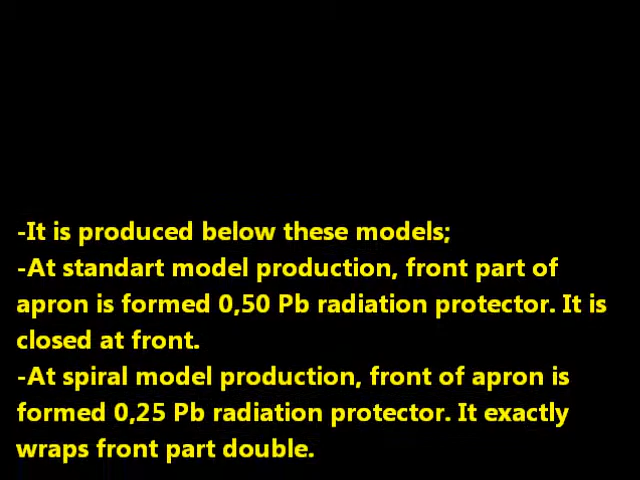 -It is produced below these models;
-At standart model production, front part of
apron is formed 0,50 Pb radiation protector. It is
closed at front.
-At spiral model production, front of apron is
formed 0,25 Pb radiation protector. It exactly
wraps front part double.